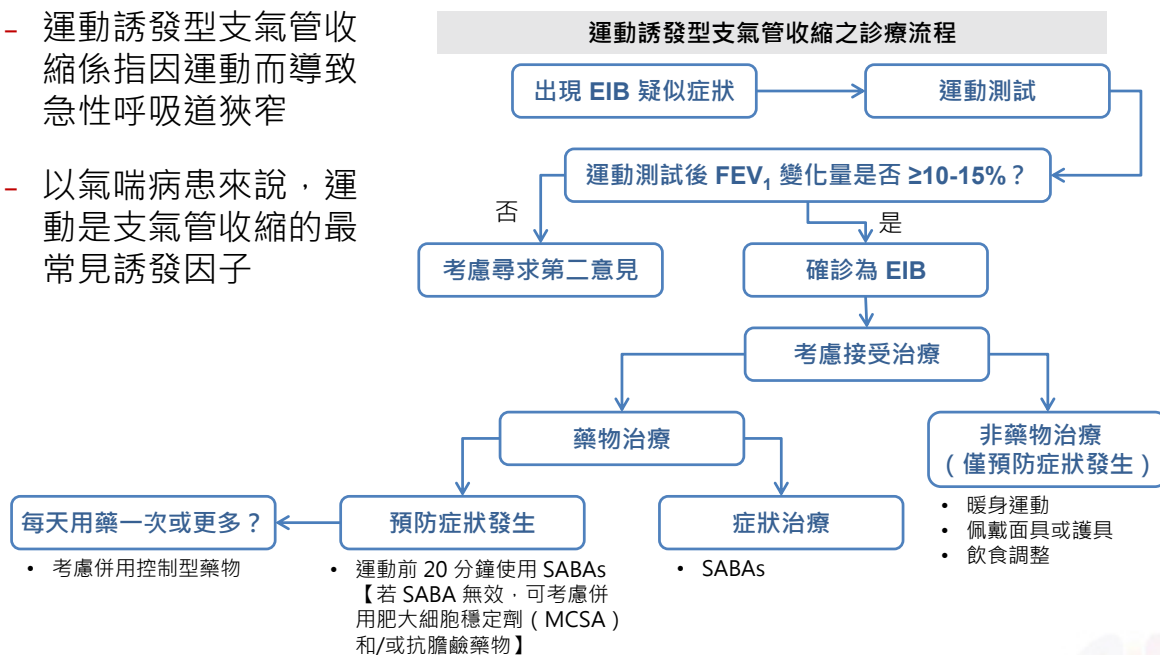 - 運動誘發型支氣管收
縮係指因運動而導致
急性呼吸道狹窄
- 以氣喘病患來說，運
動是支氣管收縮的最
常見誘發因子
運動誘發型支氣管收縮之診療流程
出現 EIB 疑似症狀
運動測試
運動測試後 FEV₁ 變化量是否 ≥10-15%？
否
是
考慮尋求第二意見
確診為 EIB
考慮接受治療
藥物治療
非藥物治療
（僅預防症狀發生）
• 暖身運動
• 佩戴面具或護具
• 飲食調整
每天用藥一次或更多？
• 考慮併用控制型藥物
預防症狀發生
• 運動前 20 分鐘使用 SABAs
【若 SABA 無效，可考慮併
用肥大細胞穩定劑（MCSA）
和/或抗膽鹼藥物】
症狀治療
• SABAs